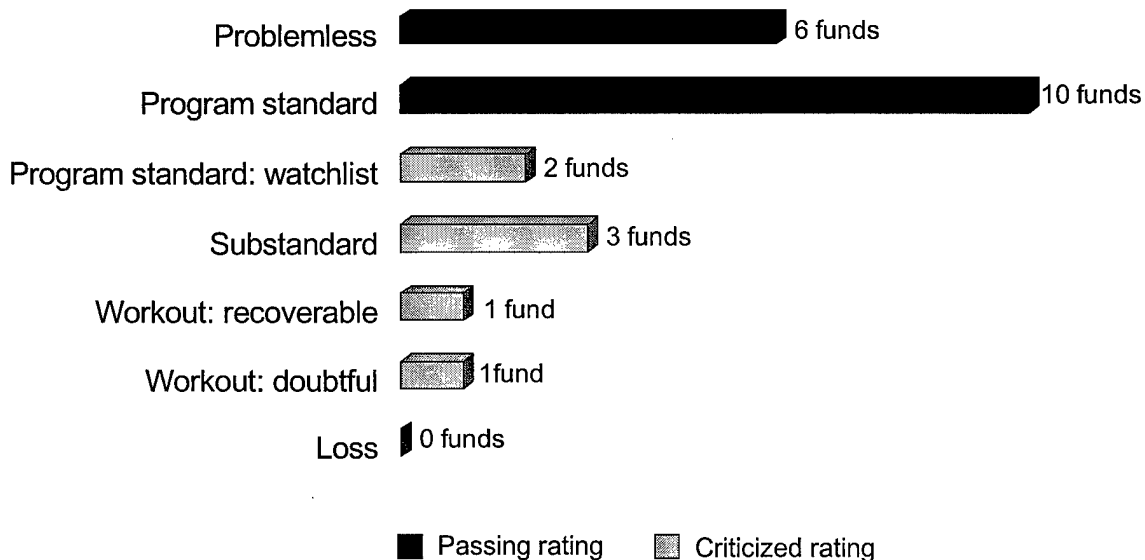 Problemless 6 funds
Program standard 10 funds
Program standard: watchlist 2 funds
Substandard 3 funds
Workout: recoverable 1 fund
Workout: doubtful 1fund
Loss 0 funds
Passing rating Criticized rating